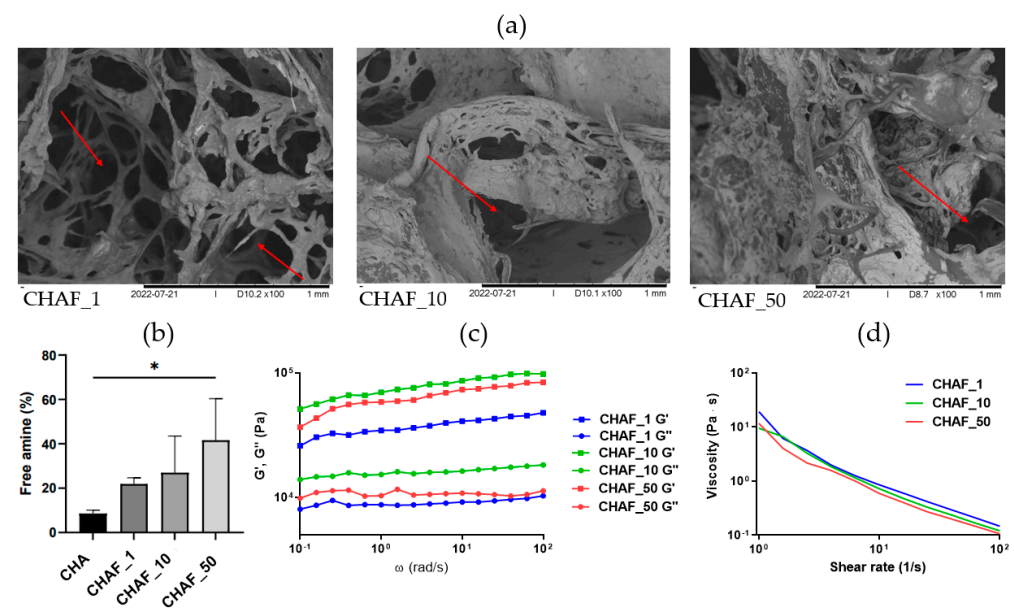 (a)
CHAF_1
2022-07-21 I D10.2 x100 1 mm
CHAF_10
2022-07-21 I D10.1 x100 1 mm
CHAF_50
2022-07-21 I D8.7 x100 1 mm
(b)
Free amine (%)
80
60
40
20
0
*
CHA
CHAF_1
CHAF_10
CHAF_50
(c)
G', G'' (Pa)
10⁵
10⁴
10⁻¹ 10⁰ 10¹ 10²
ω (rad/s)
CHAF_1 G'
CHAF_1 G''
CHAF_10 G'
CHAF_10 G''
CHAF_50 G'
CHAF_50 G''
(d)
Viscosity (Pa · s)
10²
10¹
10⁰
10⁻¹
10⁰ 10¹ 10²
Shear rate (1/s)
CHAF_1
CHAF_10
CHAF_50